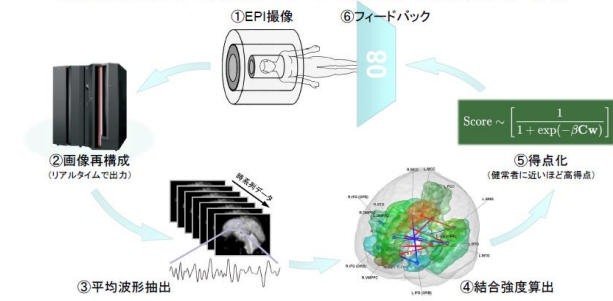 ①EPI撮像
⑥フィードバック
80
②画像再構成
(リアルタイムで出力)
時系列データ
③平均波形抽出
④結合強度算出
Score ~ [1 / (1 + exp(−βCw))]
⑤得点化
(健常者に近いほど高得点)